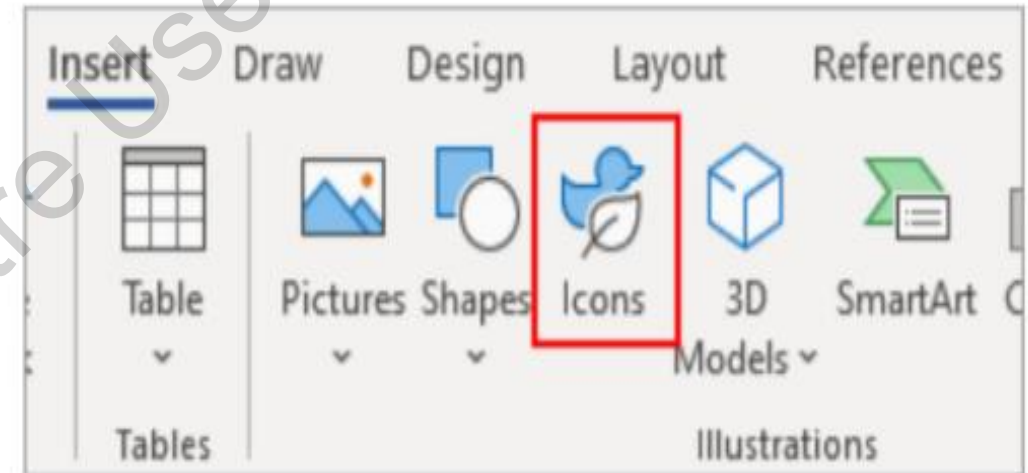 Insert Draw Design Layout References
Table Pictures Shapes Icons 3D Models SmartArt
Tables Illustrations